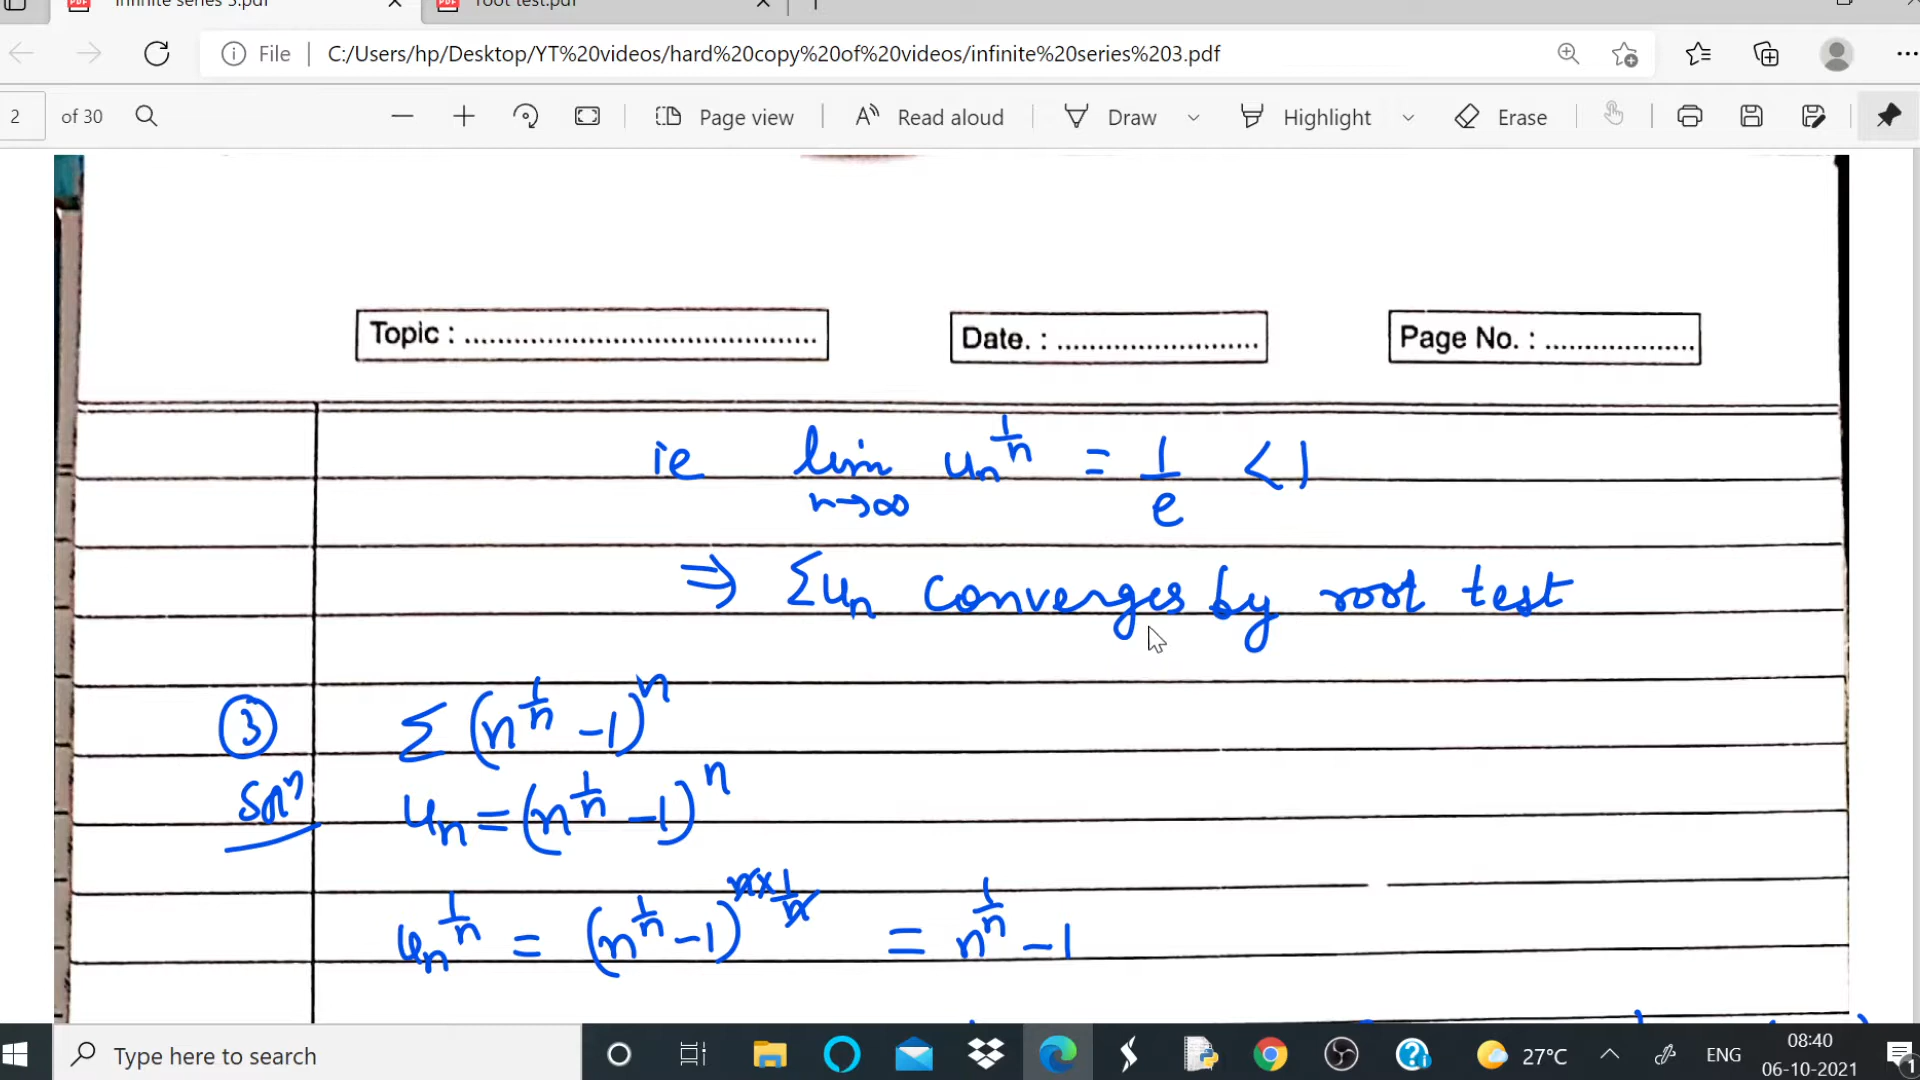 infinite series 3.pdf
root test.pdf
File C:/Users/hp/Desktop/YT%20videos/hard%20copy%20of%20videos/infinite%20series%203.pdf
2 of 30 Page view Read aloud Draw Highlight Erase
Topic : ..........................................
Date. : ........................
Page No. : ..................
ie lim n→∞ uₙ^(1/n) = 1/e < 1
⇒ Σuₙ converges by root test
③ Σ (n^(1/n) - 1)^n
Solⁿ uₙ = (n^(1/n) - 1)^n
uₙ^(1/n) = (n^(1/n) - 1)^(n×1/n) = n^(1/n) - 1
Type here to search
27°C
ENG
08:40
06-10-2021
1